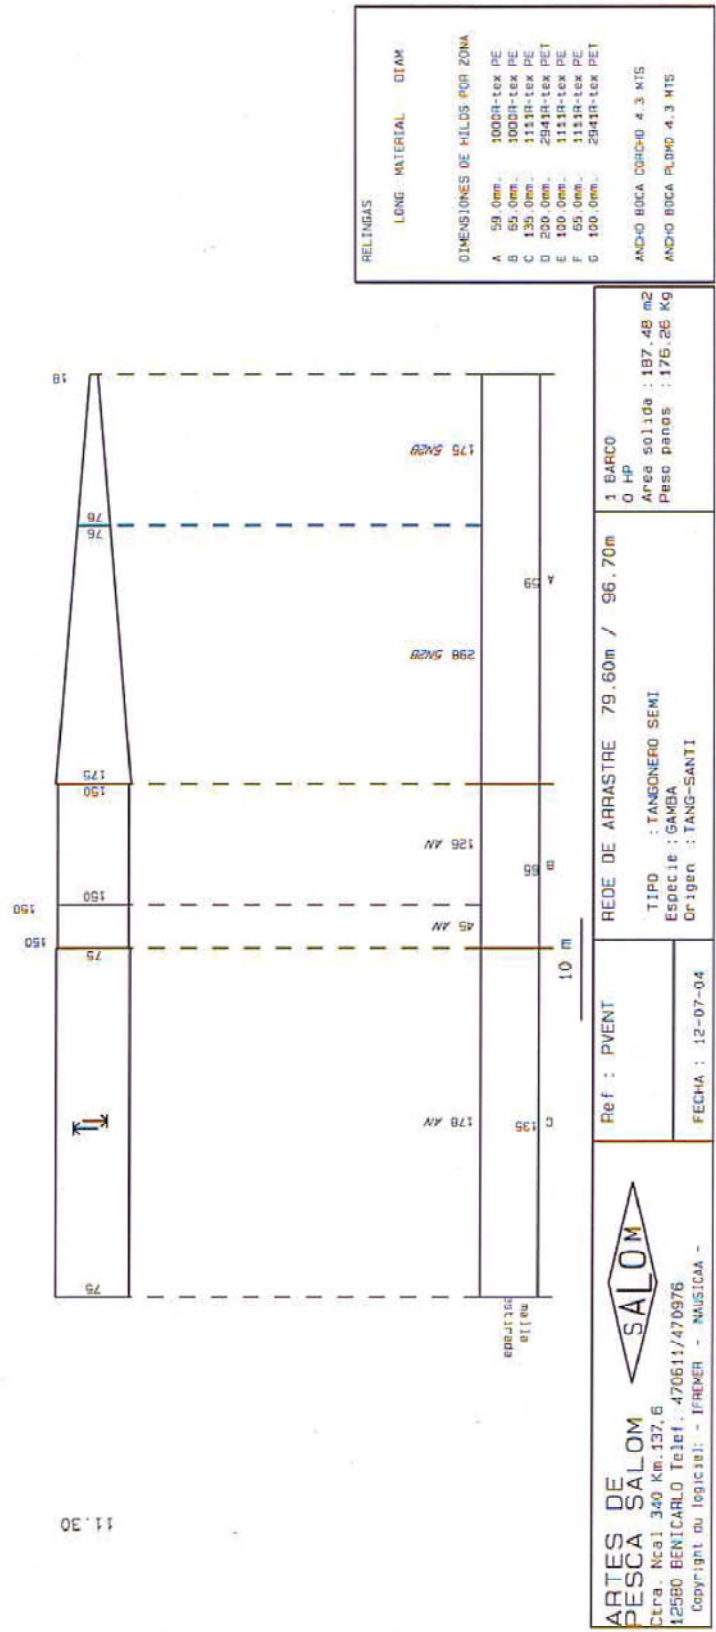 RELINGAS
LONG MATERIAL DIAM
DIMENSIONES DE HILOS POR ZONA
A 59.0mm. 1000R-tex PE
B 65.0mm. 1000R-tex PE
C 135.0mm. 1111R-tex PE
D 200.0mm. 2941R-tex PET
E 100.0mm. 1111R-tex PE
F 65.0mm. 1111R-tex PE
G 100.0mm. 2941R-tex PET
ANCHO BOCA CORCHO 4.3 MTS
ANCHO BOCA PLOMO 4.3 MTS
18
76
76
175
150
150
150
150
75
75
175 5N2B
298 5N2B
126 AN
45 AN
178 AN
59
A
65
B
135
C
malla
estirada
10 m
11.30
ARTES DE
PESCA SALOM
SALOM
Ctra. Ncal 340 Km.137,6
12580 BENICARLO Telef. 470611/470976
Copyright du logiciel: - IFREMER - NAUSICAA -
Ref : PVENT
FECHA : 12-07-04
REDE DE ARRASTRE 79.60m / 96.70m
TIPO : TANGONERO SEMI
Especie : GAMBA
Origen : TANG-SANTI
1 BARCO
0 HP
Area solida : 187.48 m2
Peso panos : 176.26 Kg